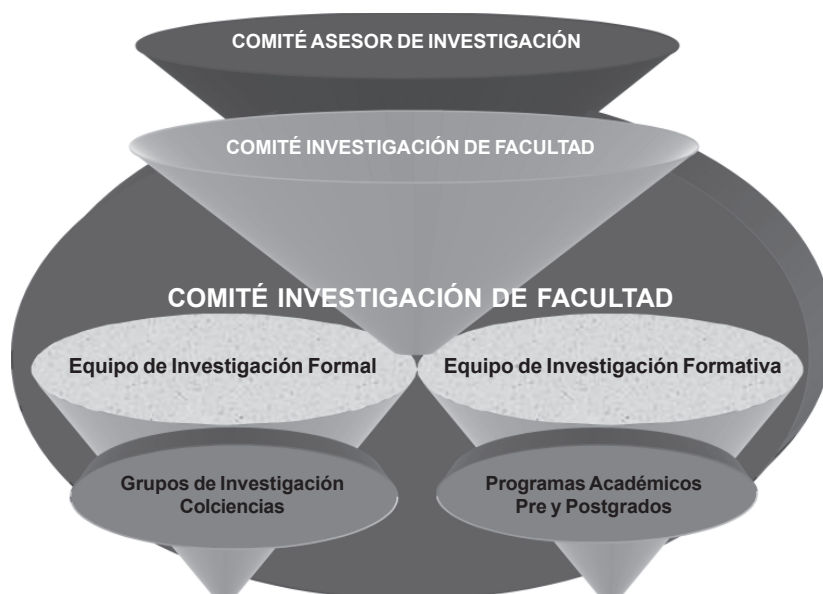 COMITÉ ASESOR DE INVESTIGACIÓN
COMITÉ INVESTIGACIÓN DE FACULTAD
COMITÉ INVESTIGACIÓN DE FACULTAD
Equipo de Investigación Formal
Equipo de Investigación Formativa
Grupos de Investigación
Colciencias
Programas Académicos
Pre y Postgrados